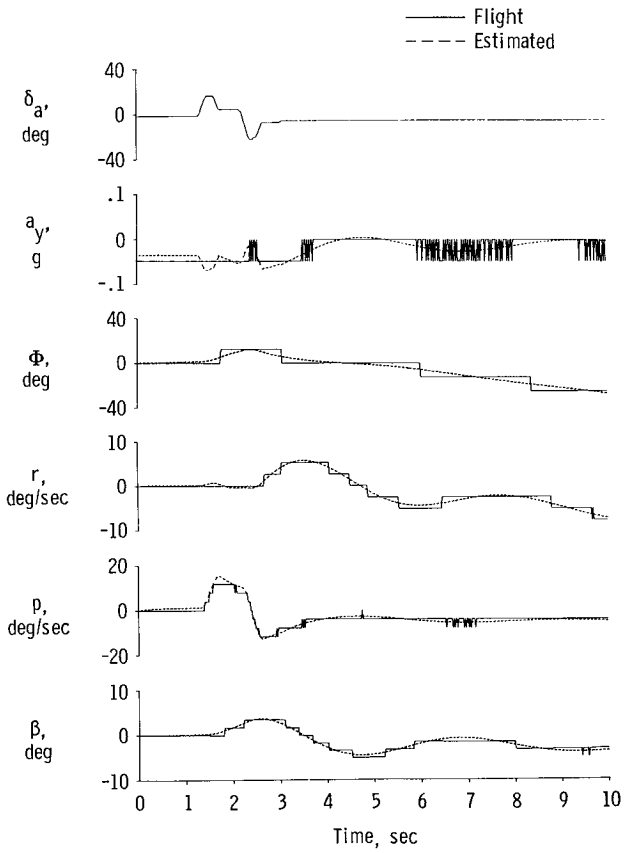 Flight
Estimated
40
δa,
0
deg
-40
.1
ay,
0
g
-.1
40
Φ,
0
deg
-40
10
r,
0
deg/sec
-10
20
p,
0
deg/sec
-20
10
β,
0
deg
-10
0 1 2 3 4 5 6 7 8 9 10
Time, sec